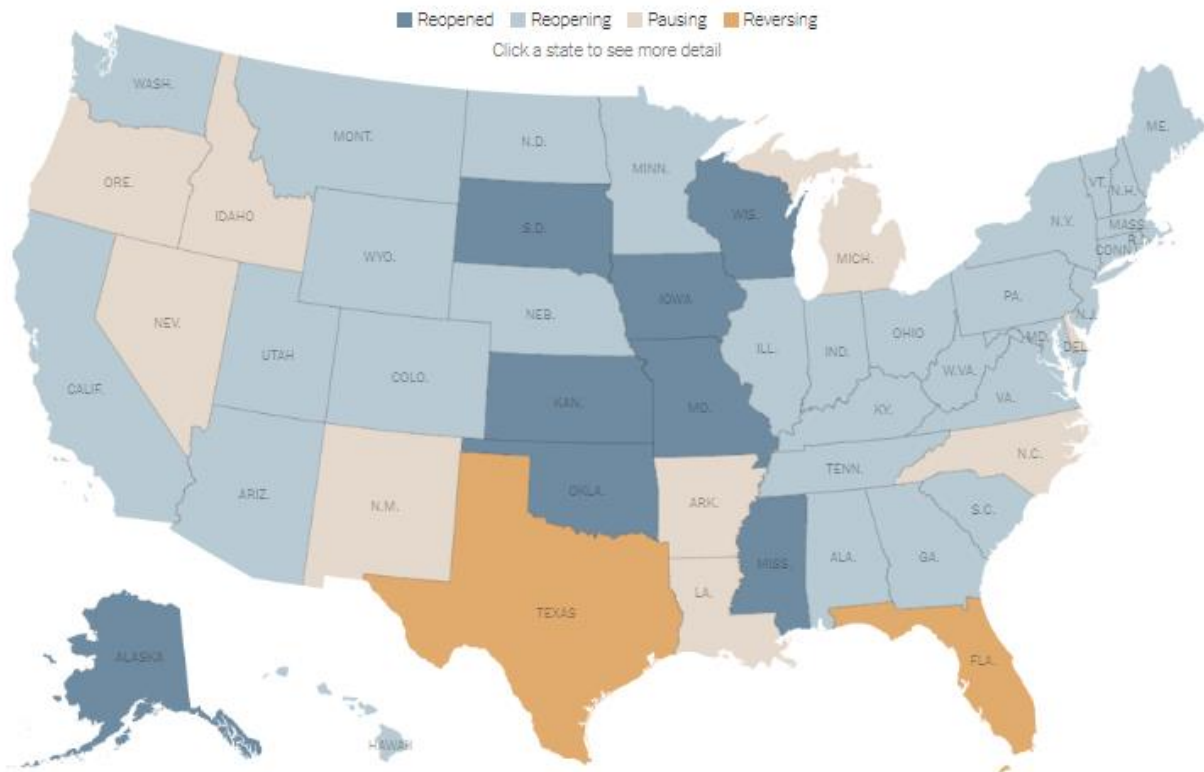 Reopened Reopening Pausing Reversing
Click a state to see more detail
WASH.
MONT.
N.D.
MINN.
ME.
ORE.
IDAHO
S.D.
WIS.
VT.
N.H.
N.Y.
MASS.
R.I.
CONN.
WYO.
MICH.
IOWA
PA.
N.J.
NEV.
NEB.
UTAH
COLO.
ILL.
IND.
OHIO
MD.
DEL.
W.VA.
VA.
CALIF.
KAN.
MO.
KY.
N.C.
TENN.
ARIZ.
N.M.
OKLA.
ARK.
S.C.
MISS.
ALA.
GA.
TEXAS
LA.
ALASKA
FLA.
HAWAII